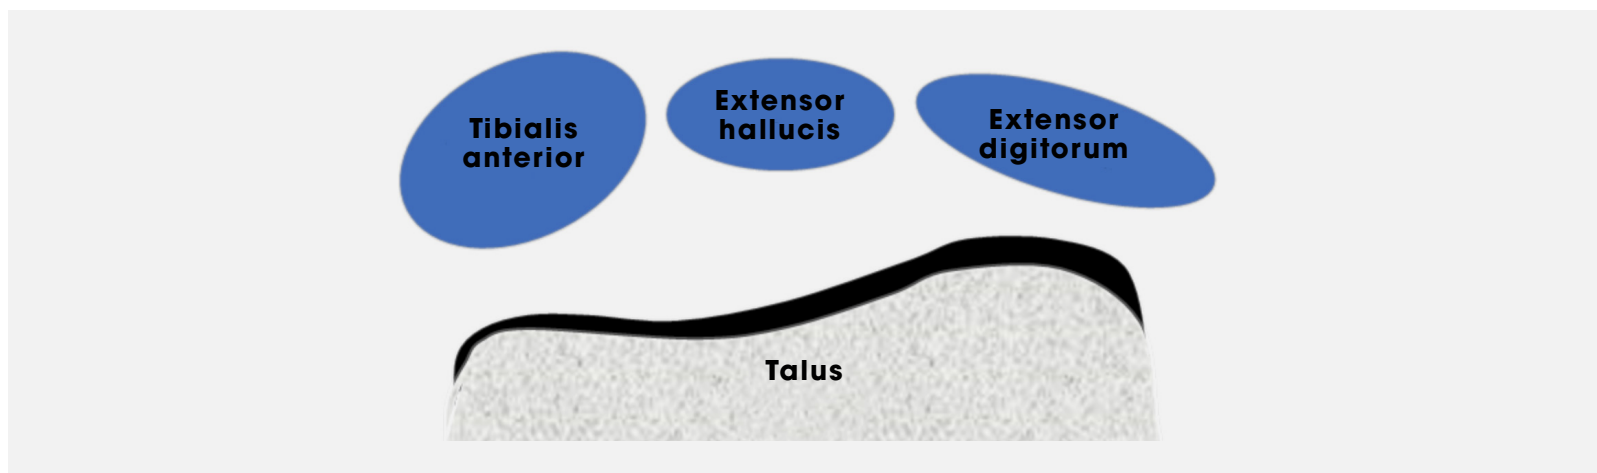 Tibialis
anterior
Extensor
hallucis
Extensor
digitorum
Talus